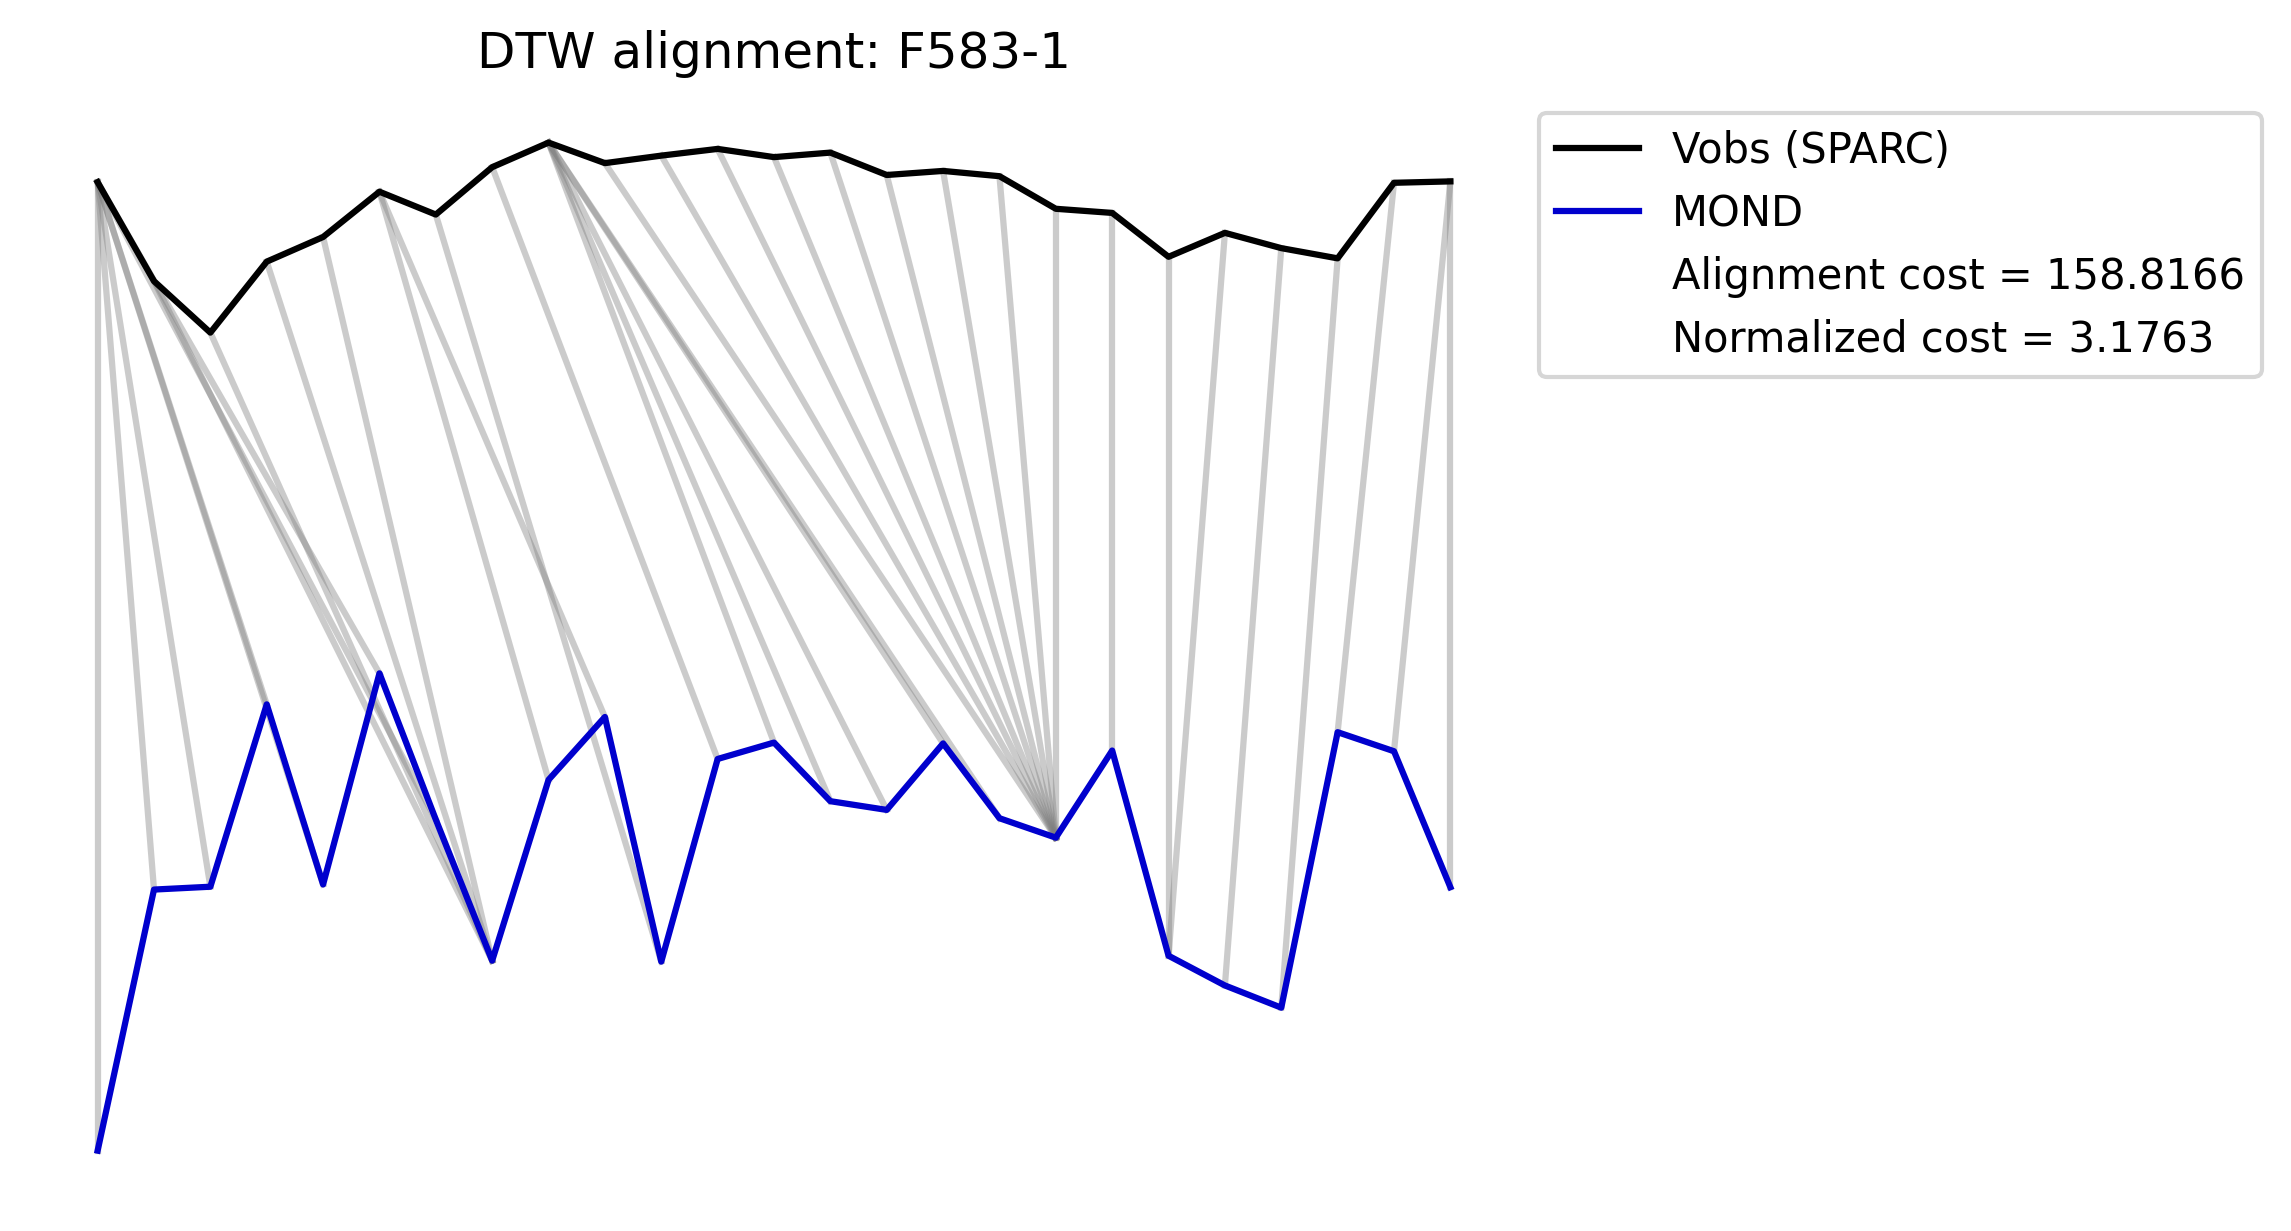 DTW alignment: F583-1
Vobs (SPARC)
MOND
Alignment cost = 158.8166
Normalized cost = 3.1763